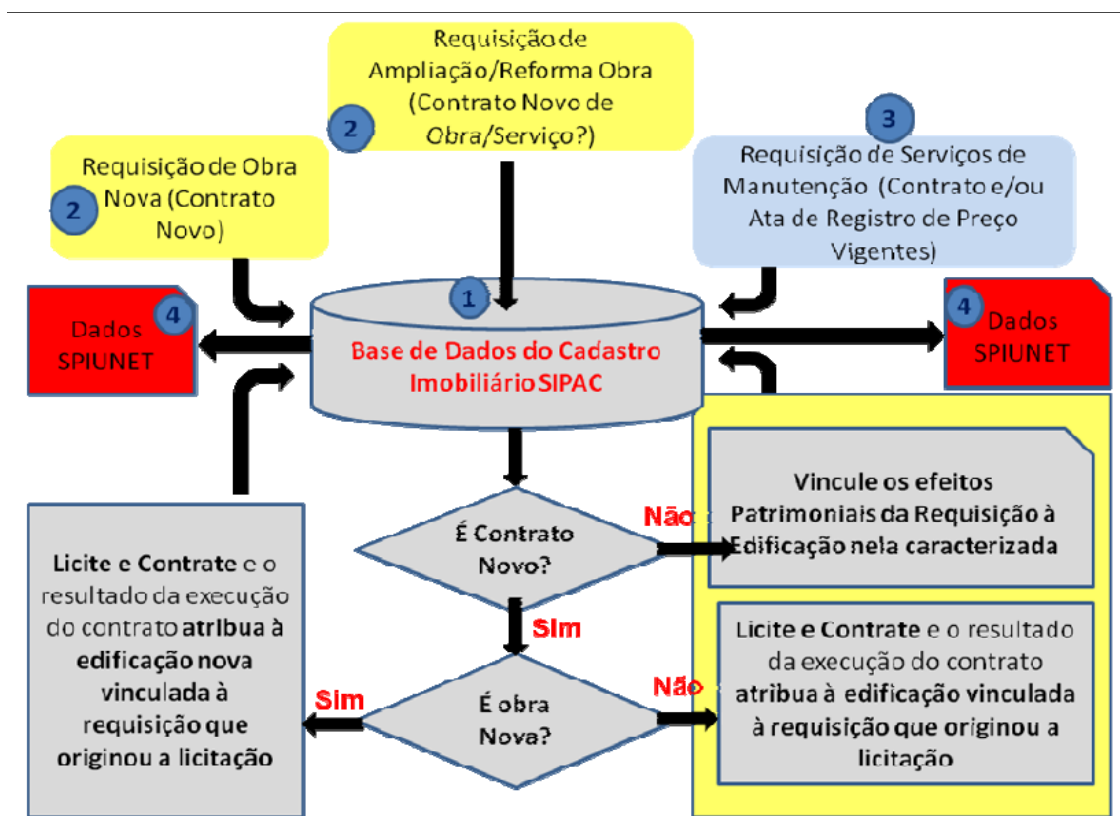 Requisição de
Ampliação/Reforma Obra
(Contrato Novo de
Obra/Serviço?)
2
3
Requisição de Obra
Nova (Contrato
Novo)
2
Requisição de Serviços de
Manutenção (Contrato e/ou
Ata de Registro de Preço
Vigentes)
1
Base de Dados do Cadastro
Imobiliário SIPAC
4
Dados
SPIUNET
4
Dados
SPIUNET
É Contrato
Novo?
Não
Vincule os efeitos
Patrimoniais da Requisição à
Edificação nela caracterizada
Sim
É obra
Nova?
Não
Licite e Contrate e o resultado
da execução do contrato
atribua à edificação vinculada
à requisição que originou a
licitação
Sim
Licite e Contrate e o
resultado da execução
do contrato atribua à
edificação nova
vinculada à
requisição que
originou a licitação